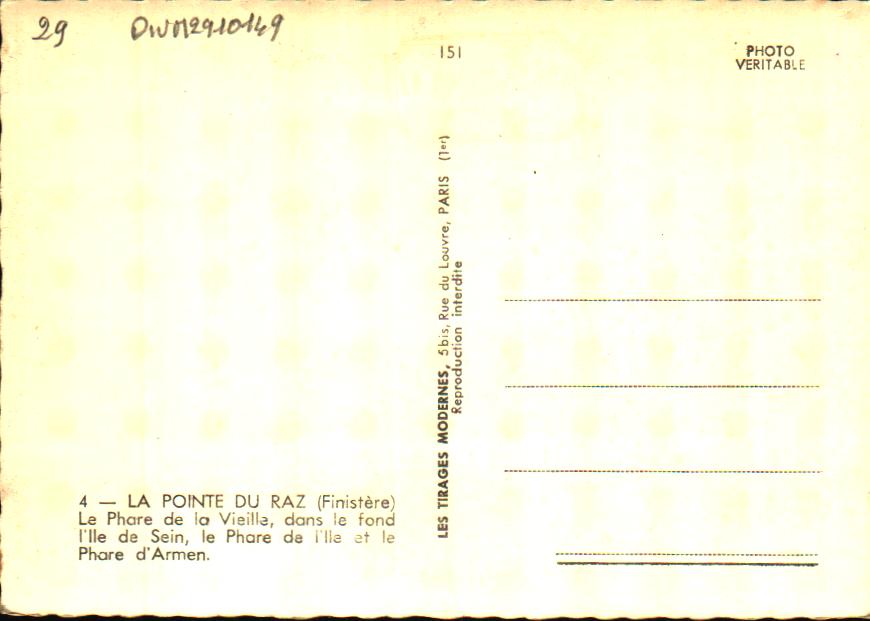 29 DWM2910149
151
PHOTO
VERITABLE
LES TIRAGES MODERNES, 5bis, Rue du Louvre, PARIS (1er)
Reproduction interdite
4 — LA POINTE DU RAZ (Finistère)
Le Phare de la Vieille, dans le fond
l'Ile de Sein, le Phare de l'Ile et le
Phare d'Armen.